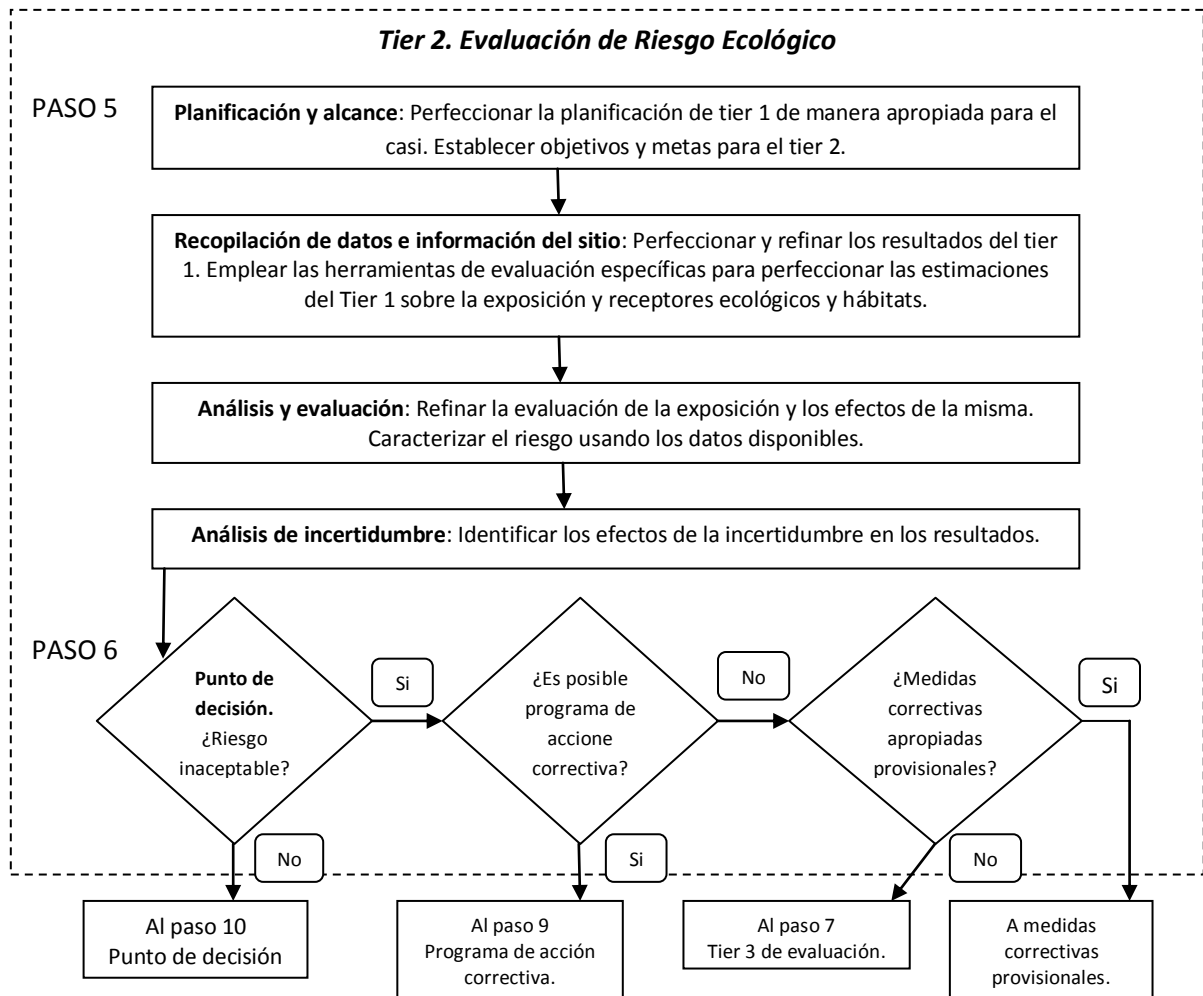 Tier 2. Evaluación de Riesgo Ecológico
PASO 5
Planificación y alcance: Perfeccionar la planificación de tier 1 de manera apropiada para el
casi. Establecer objetivos y metas para el tier 2.
Recopilación de datos e información del sitio: Perfeccionar y refinar los resultados del tier
1. Emplear las herramientas de evaluación específicas para perfeccionar las estimaciones
del Tier 1 sobre la exposición y receptores ecológicos y hábitats.
Análisis y evaluación: Refinar la evaluación de la exposición y los efectos de la misma.
Caracterizar el riesgo usando los datos disponibles.
Análisis de incertidumbre: Identificar los efectos de la incertidumbre en los resultados.
PASO 6
Punto de
decisión.
¿Riesgo
inaceptable?
Si
¿Es posible
programa de
accione
correctiva?
No
¿Medidas
correctivas
apropiadas
provisionales?
Si
No
Si
No
Al paso 10
Punto de decisión
Al paso 9
Programa de acción
correctiva.
Al paso 7
Tier 3 de evaluación.
A medidas
correctivas
provisionales.